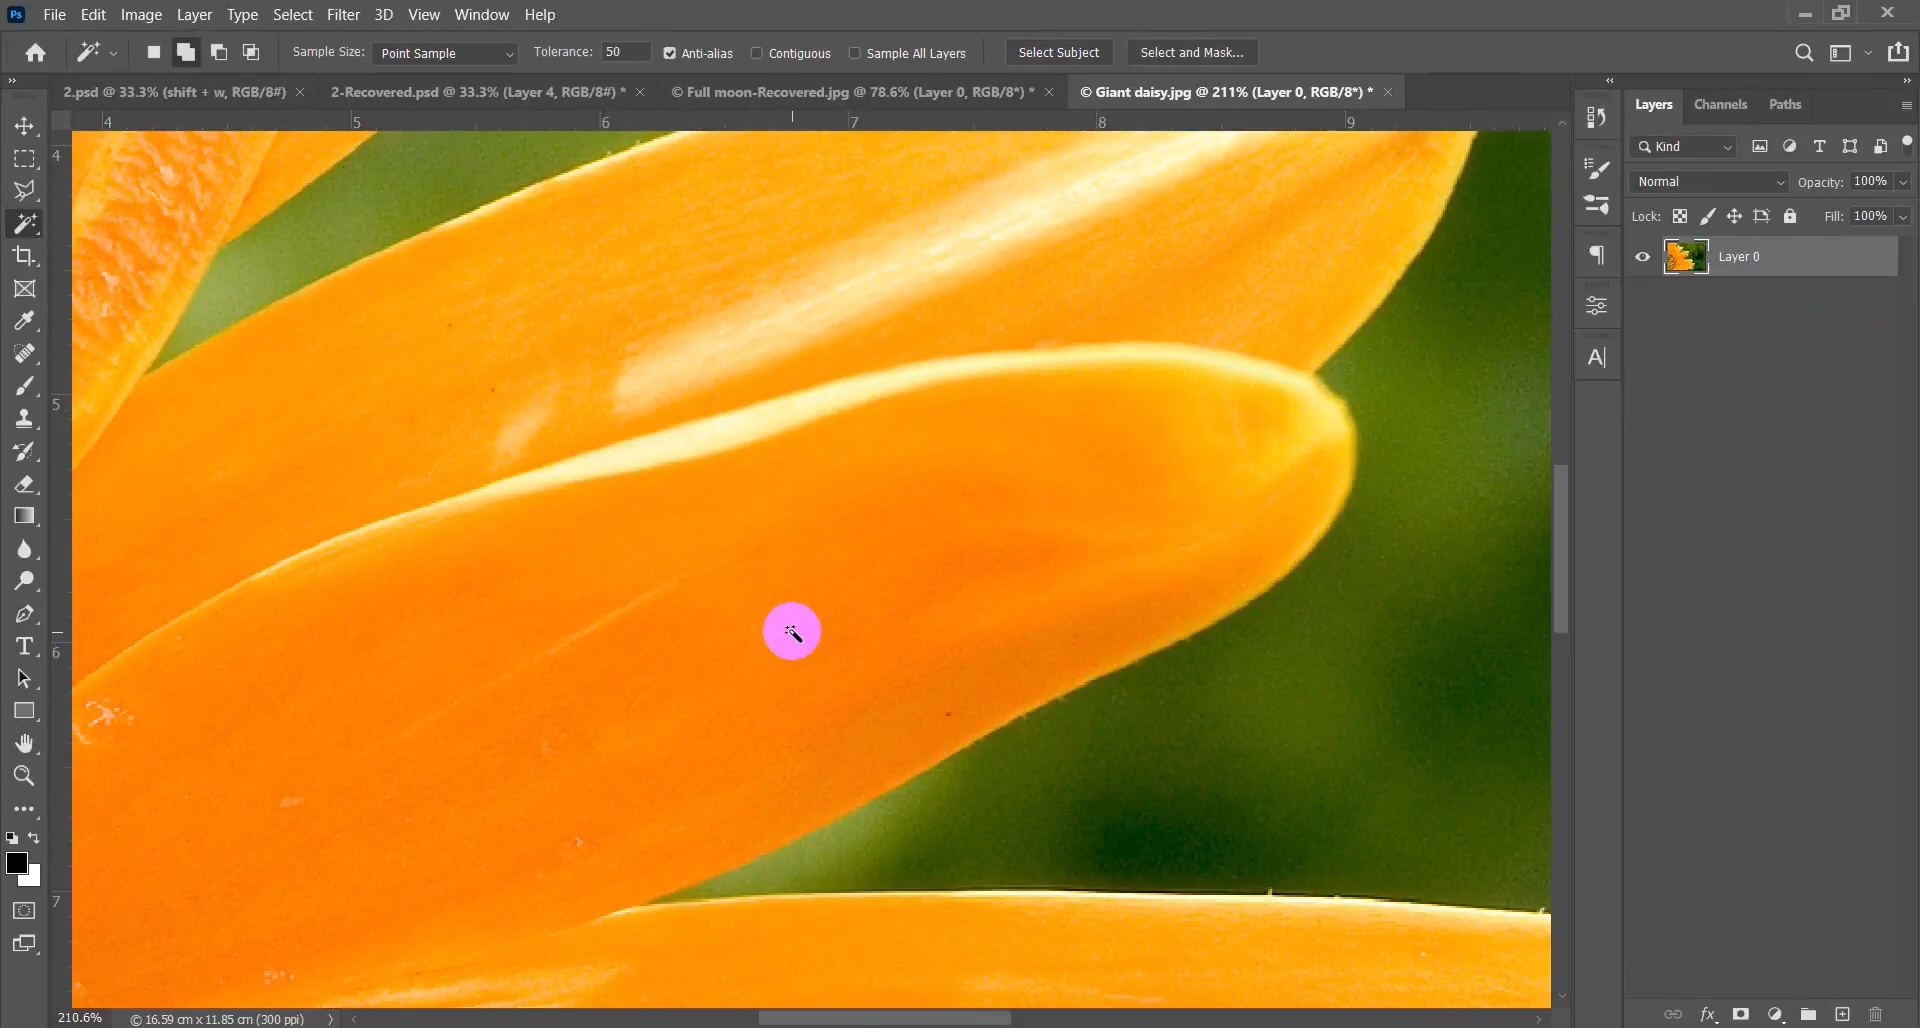 Ps File Edit Image Layer Type Select Filter 3D View Window Help
Sample Size: Point Sample Tolerance: 50 Anti-alias Contiguous Sample All Layers Select Subject Select and Mask...
2.psd @ 33.3% (shift + w, RGB/8#) 2-Recovered.psd @ 33.3% (Layer 4, RGB/8#) * © Full moon-Recovered.jpg @ 78.6% (Layer 0, RGB/8*) * © Giant daisy.jpg @ 211% (Layer 0, RGB/8*) *
4 5 6 7 8 9
4
5
6
7
Layers Channels Paths
Kind
Normal Opacity: 100%
Lock: Fill: 100%
Layer 0
210.6% © 16.59 cm x 11.85 cm (300 ppi)